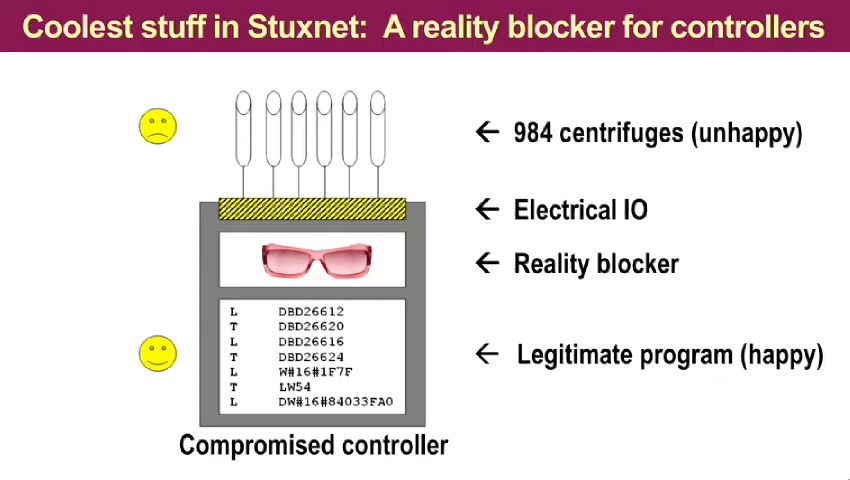 Coolest stuff in Stuxnet: A reality blocker for controllers
← 984 centrifuges (unhappy)
← Electrical IO
← Reality blocker
L DBD26612
T DBD26620
L DBD26616
T DBD26624
L W#16#1F7F
T LW54
L DW#16#84033FA0
← Legitimate program (happy)
Compromised controller